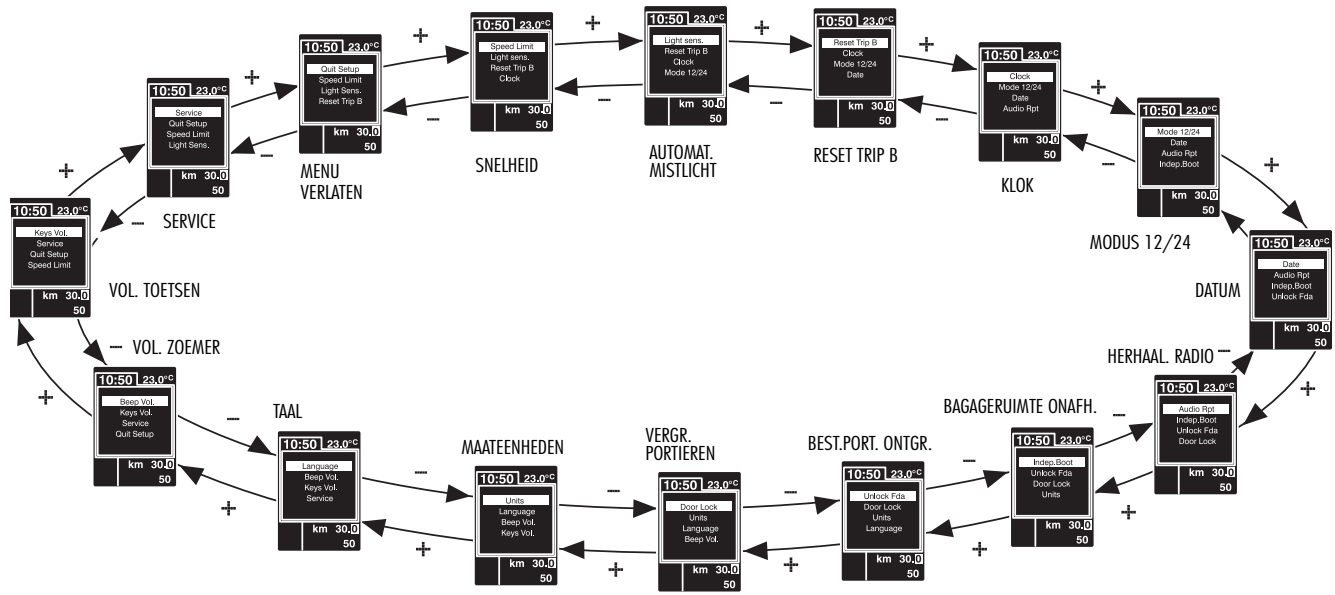 10:50 23.0°C
Quit Setup
Speed Limit
Light Sens.
Reset Trip B
km 30.0
50
MENU
VERLATEN
10:50 23.0°C
Speed Limit
Light sens.
Reset Trip B
Clock
km 30.0
50
SNELHEID
10:50 23.0°C
Light sens.
Reset Trip B
Clock
Mode 12/24
km 30.0
50
AUTOMAT.
MISTLICHT
10:50 23.0°C
Reset Trip B
Clock
Mode 12/24
Date
km 30.0
50
RESET TRIP B
10:50 23.0°C
Clock
Mode 12/24
Date
Audio Rpt
km 30.0
50
KLOK
10:50 23.0°C
Mode 12/24
Date
Audio Rpt
Indep.Boot
km 30.0
50
MODUS 12/24
10:50 23.0°C
Date
Audio Rpt
Indep.Boot
Unlock Fda
km 30.0
50
DATUM
10:50 23.0°C
Audio Rpt
Indep.Boot
Unlock Fda
Door Lock
km 30.0
50
HERHAAL. RADIO
10:50 23.0°C
Indep.Boot
Unlock Fda
Door Lock
Units
km 30.0
50
BAGAGERUIMTE ONAFH.
10:50 23.0°C
Unlock Fda
Door Lock
Units
Language
km 30.0
50
BEST.PORT. ONTGR.
10:50 23.0°C
Door Lock
Units
Language
Beep Vol.
km 30.0
50
VERGR.
PORTIEREN
10:50 23.0°C
Units
Language
Beep Vol.
Keys Vol.
km 30.0
50
MAATEENHEDEN
10:50 23.0°C
Language
Beep Vol.
Keys Vol.
Service
km 30.0
50
TAAL
10:50 23.0°C
Beep Vol.
Keys Vol.
Service
Quit Setup
km 30.0
50
VOL. ZOEMER
10:50 23.0°C
Keys Vol.
Service
Quit Setup
Speed Limit
km 30.0
50
VOL. TOETSEN
10:50 23.0°C
Service
Quit Setup
Speed Limit
Light Sens.
km 30.0
50
SERVICE